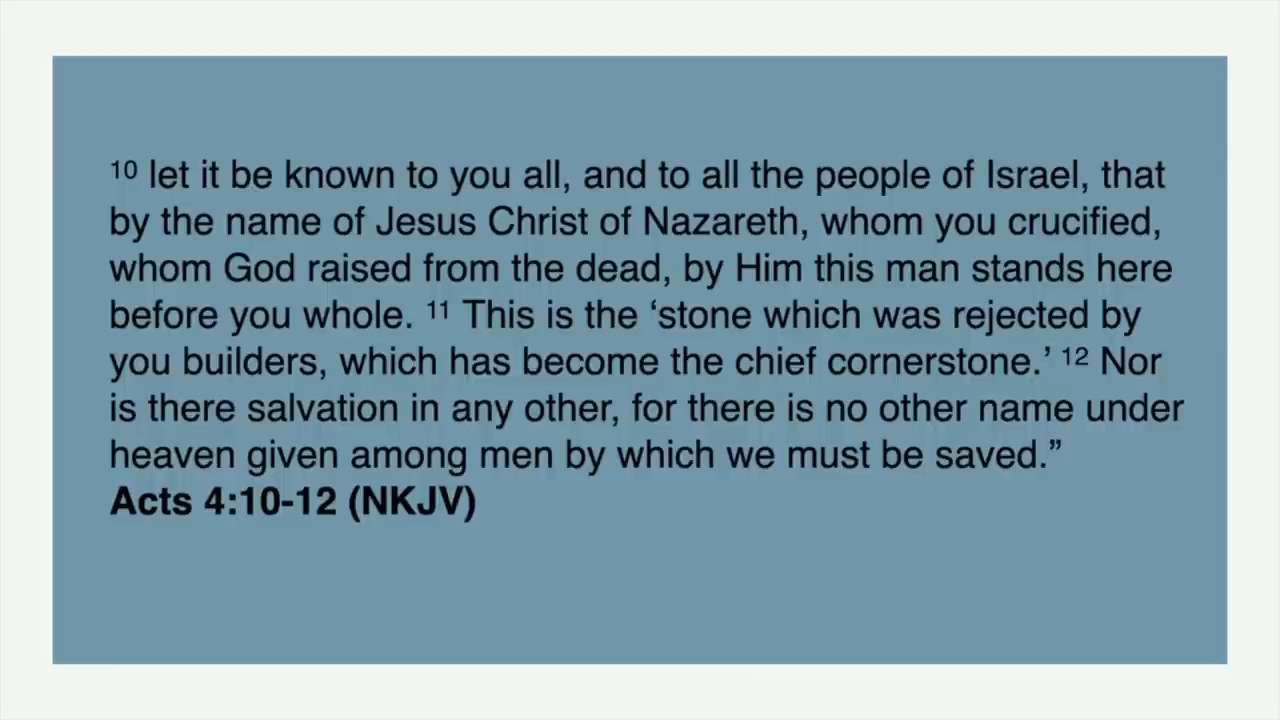 10 let it be known to you all, and to all the people of Israel, that
by the name of Jesus Christ of Nazareth, whom you crucified,
whom God raised from the dead, by Him this man stands here
before you whole. 11 This is the ‘stone which was rejected by
you builders, which has become the chief cornerstone.’ 12 Nor
is there salvation in any other, for there is no other name under
heaven given among men by which we must be saved.”
Acts 4:10-12 (NKJV)